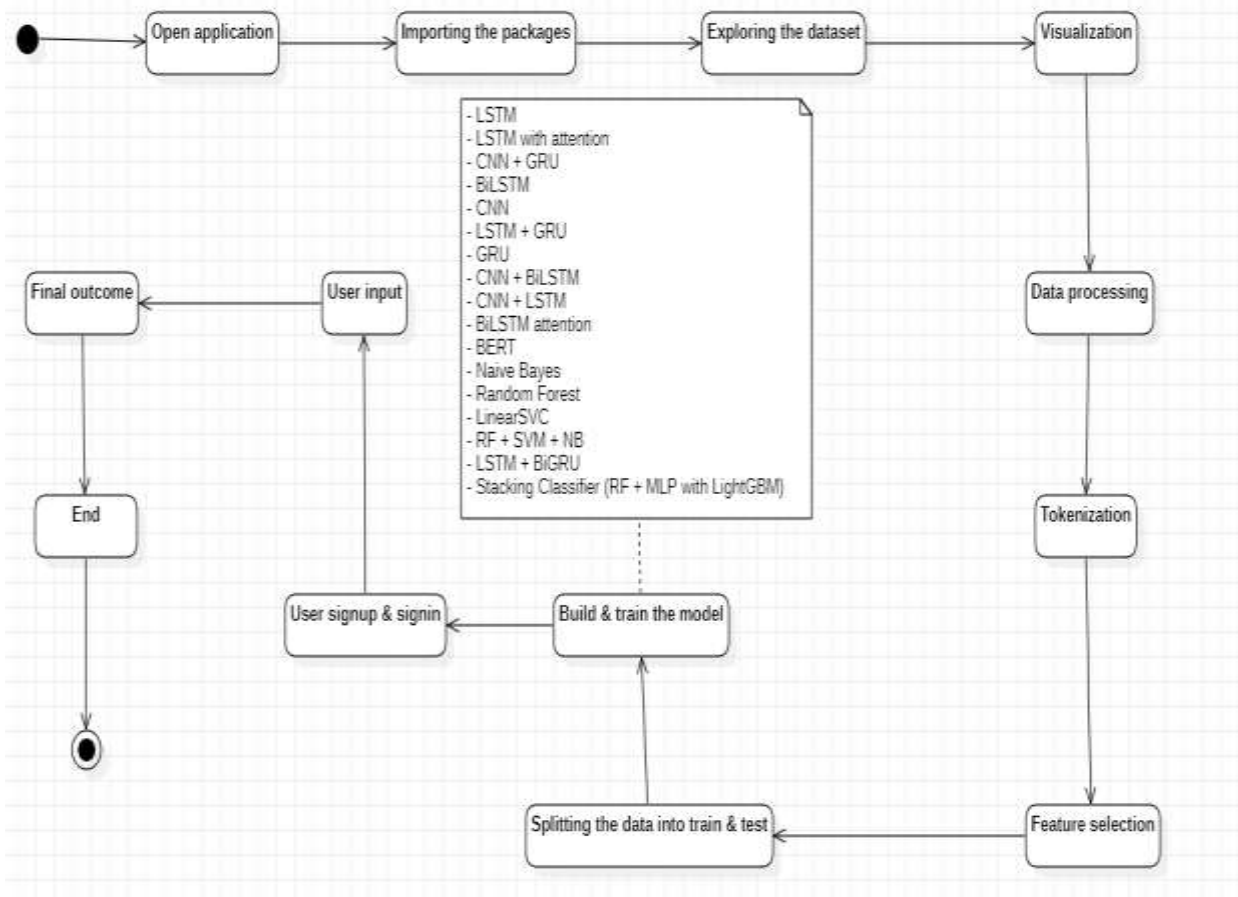 Open application
Importing the packages
Exploring the dataset
Visualization
- LSTM
- LSTM with attention
- CNN + GRU
- BiLSTM
- CNN
- LSTM + GRU
- GRU
- CNN + BiLSTM
- CNN + LSTM
- BiLSTM attention
- BERT
- Naive Bayes
- Random Forest
- LinearSVC
- RF + SVM + NB
- LSTM + BiGRU
- Stacking Classifier (RF + MLP with LightGBM)
Data processing
Tokenization
Feature selection
Splitting the data into train & test
Build & train the model
User signup & signin
User input
Final outcome
End